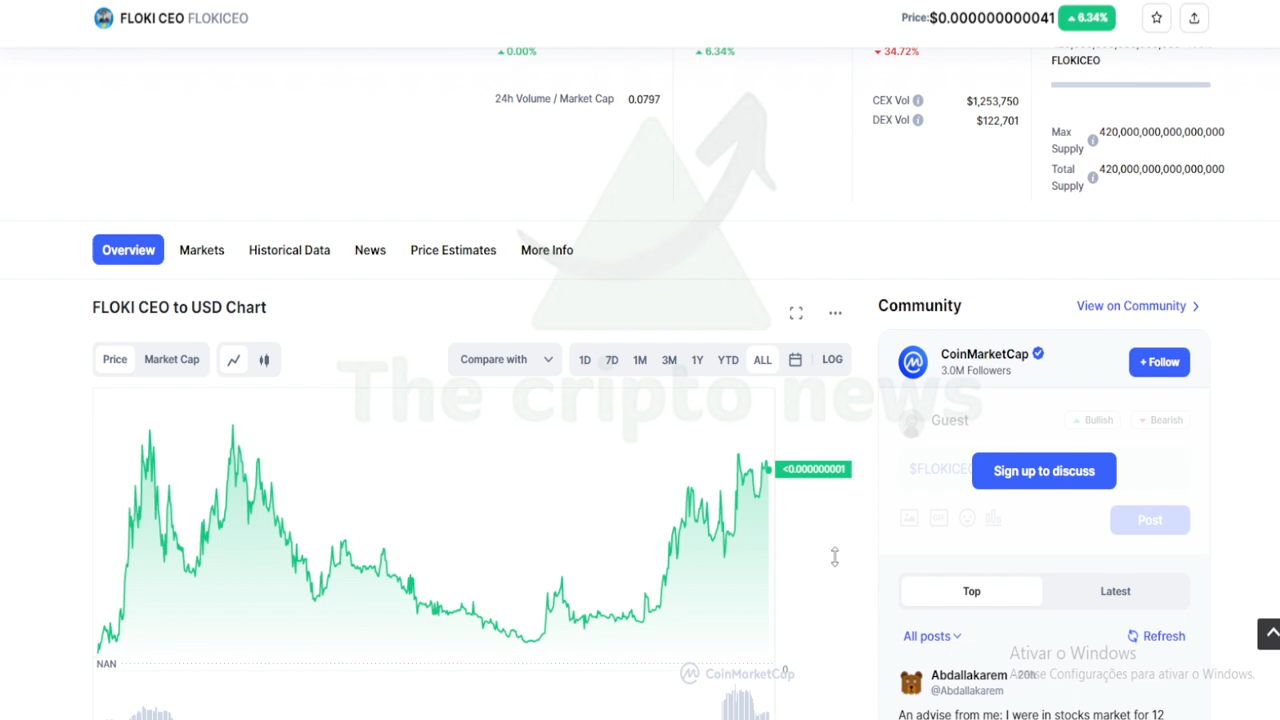 FLOKI CEO FLOKICEO
Price:$0.000000000041 6.34%
0.00%
6.34%
34.72%
FLOKICEO
24h Volume / Market Cap 0.0797
CEX Vol $1,253,750
DEX Vol $122,701
Max Supply 420,000,000,000,000,000
Total Supply 420,000,000,000,000,000
Overview Markets Historical Data News Price Estimates More Info
FLOKI CEO to USD Chart
Price Market Cap
Compare with
1D 7D 1M 3M 1Y YTD ALL LOG
The cripto news
<0.000000001
NAN
0
CoinMarketCap
Community
View on Community
CoinMarketCap
3.0M Followers
+ Follow
Guest
Bullish
Bearish
$FLOKICEO
Sign up to discuss
GIF
Post
Top
Latest
All posts
Refresh
Ativar o Windows
Abdallakarem 20h
Acesse Configurações para ativar o Windows.
@Abdallakarem
An advise from me: I were in stocks market for 12